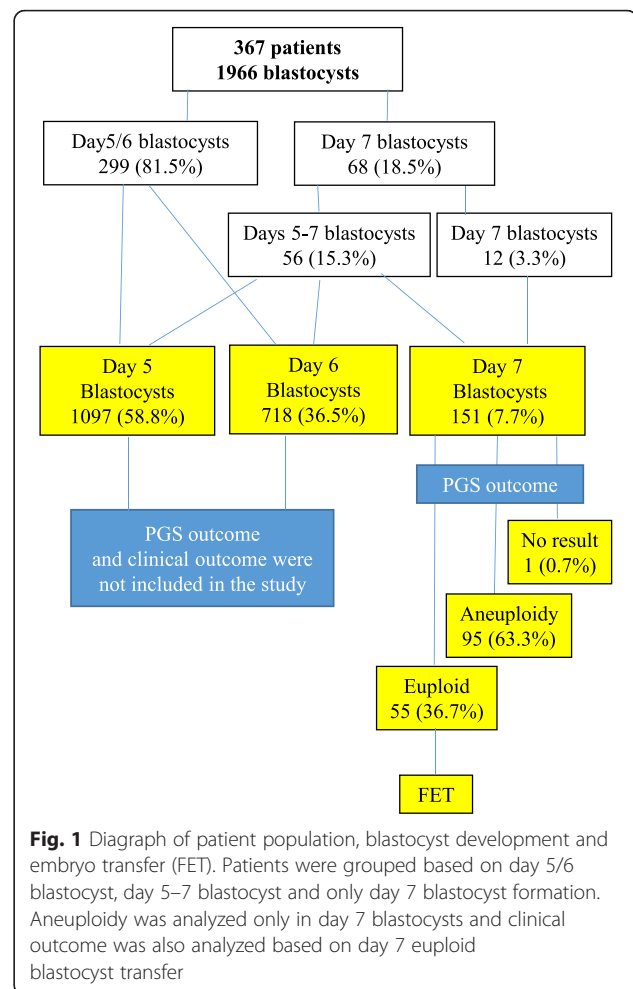 367 patients
1966 blastocysts
Day5/6 blastocysts
299 (81.5%)
Day 7 blastocysts
68 (18.5%)
Days 5-7 blastocysts
56 (15.3%)
Day 7 blastocysts
12 (3.3%)
Day 5
Blastocysts
1097 (58.8%)
Day 6
Blastocysts
718 (36.5%)
Day 7
Blastocysts
151 (7.7%)
PGS outcome
and clinical outcome were
not included in the study
PGS outcome
No result
1 (0.7%)
Aneuploidy
95 (63.3%)
Euploid
55 (36.7%)
FET
Fig. 1 Diagraph of patient population, blastocyst development and
embryo transfer (FET). Patients were grouped based on day 5/6
blastocyst, day 5–7 blastocyst and only day 7 blastocyst formation.
Aneuploidy was analyzed only in day 7 blastocysts and clinical
outcome was also analyzed based on day 7 euploid
blastocyst transfer